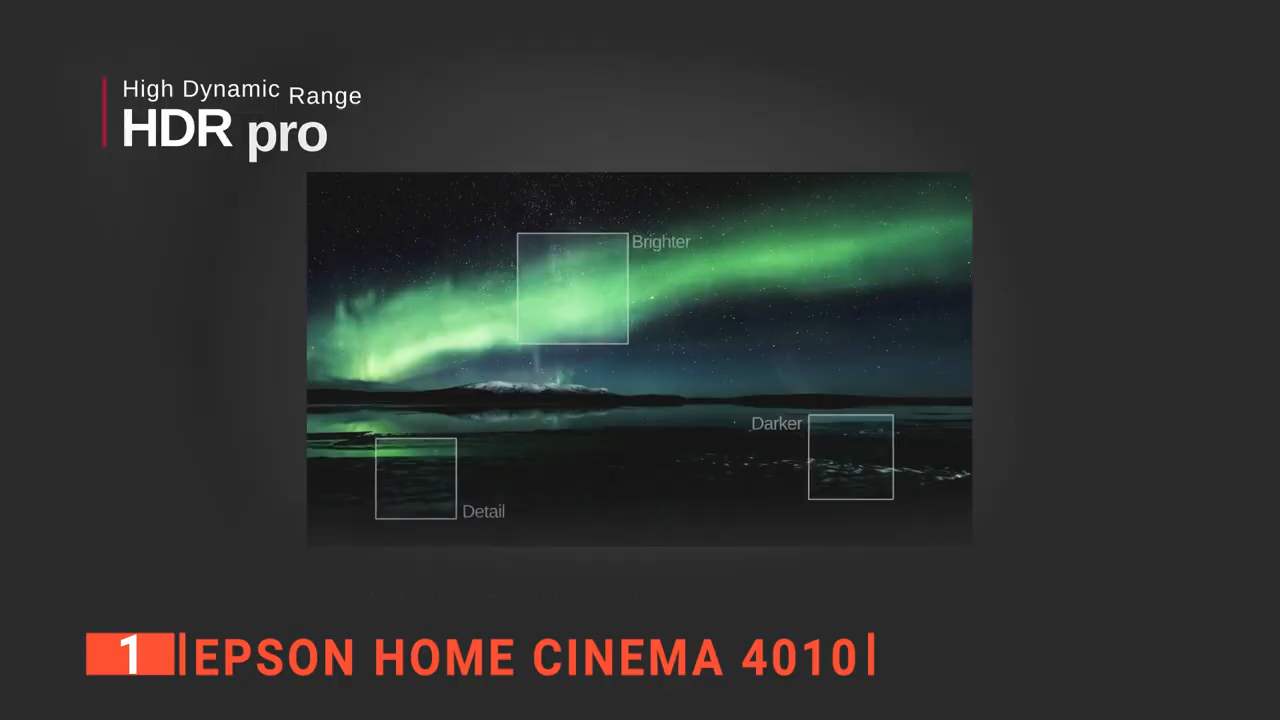 High Dynamic Range
HDR pro
Brighter
Darker
Detail
1 EPSON HOME CINEMA 4010